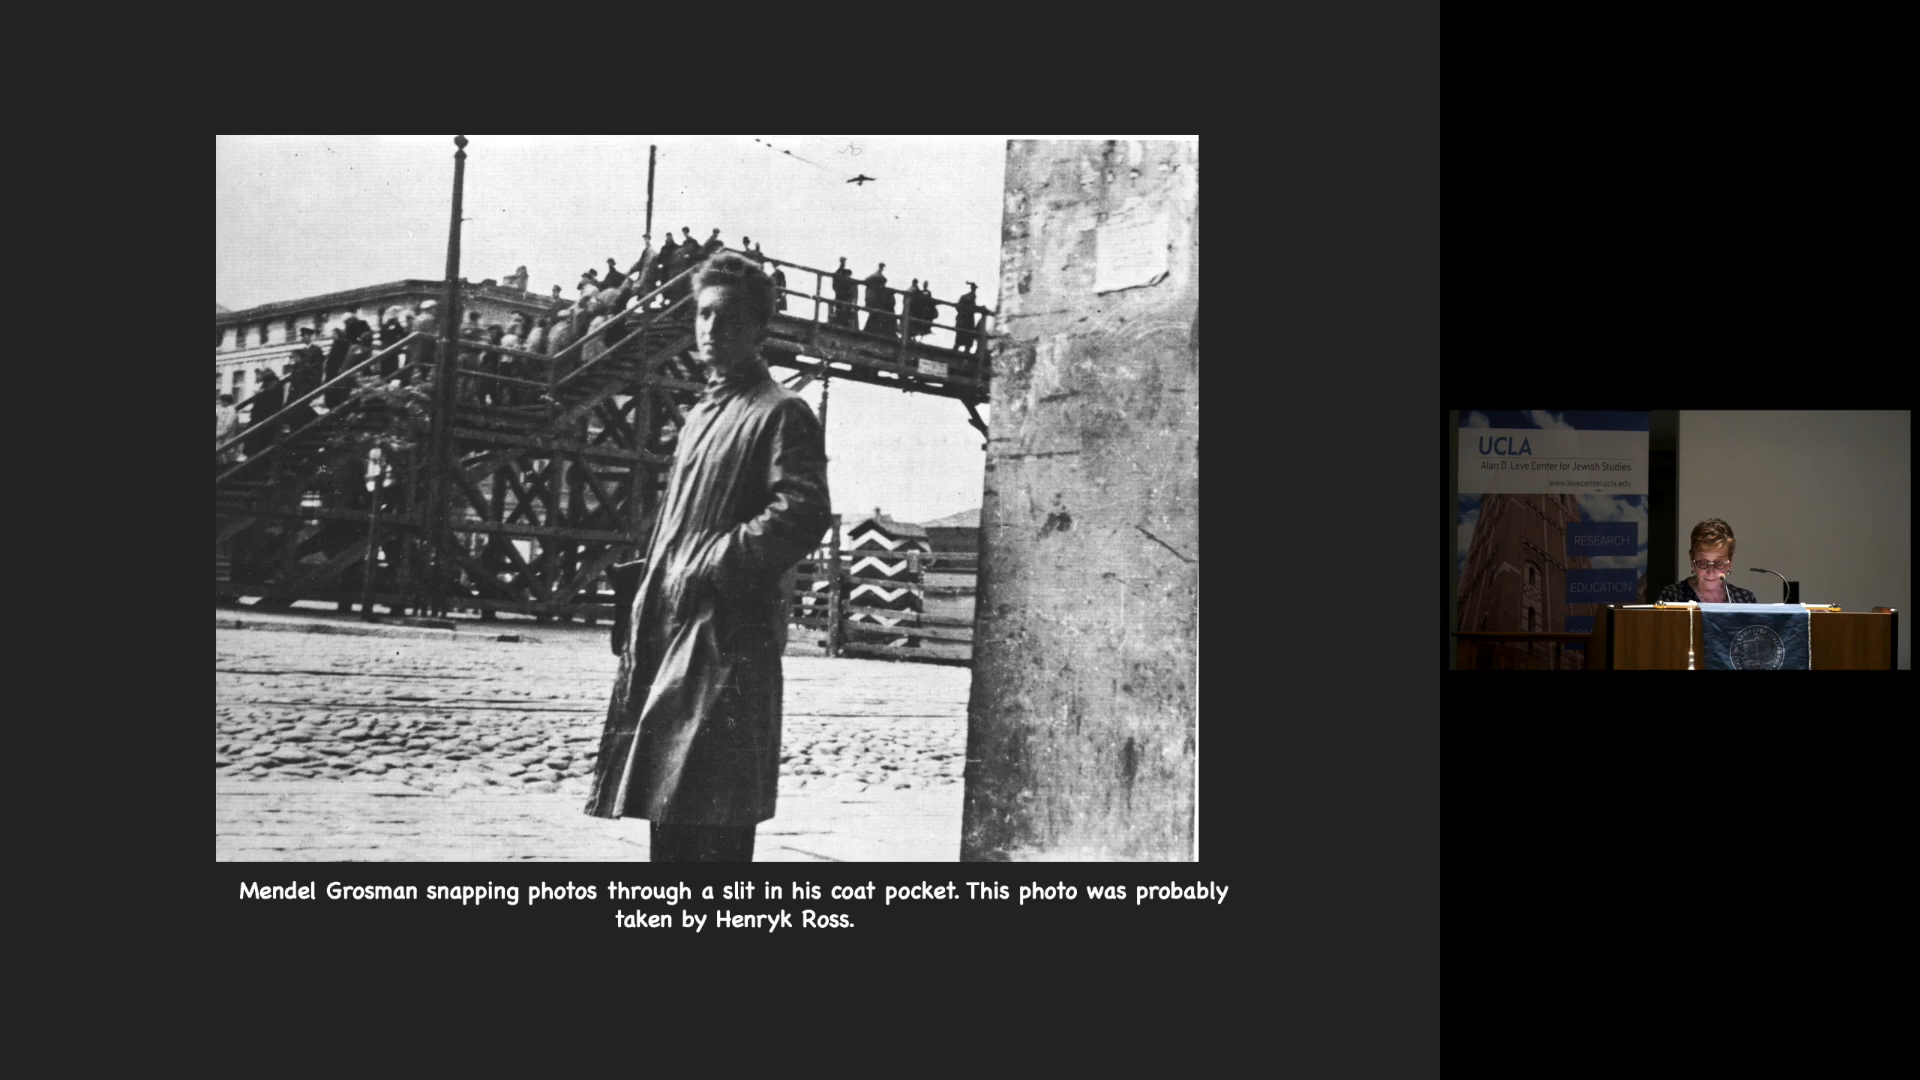 Mendel Grosman snapping photos through a slit in his coat pocket. This photo was probably
taken by Henryk Ross.
UCLA
Alan D. Leve Center for Jewish Studies
www.levecenter.ucla.edu
RESEARCH
EDUCATION